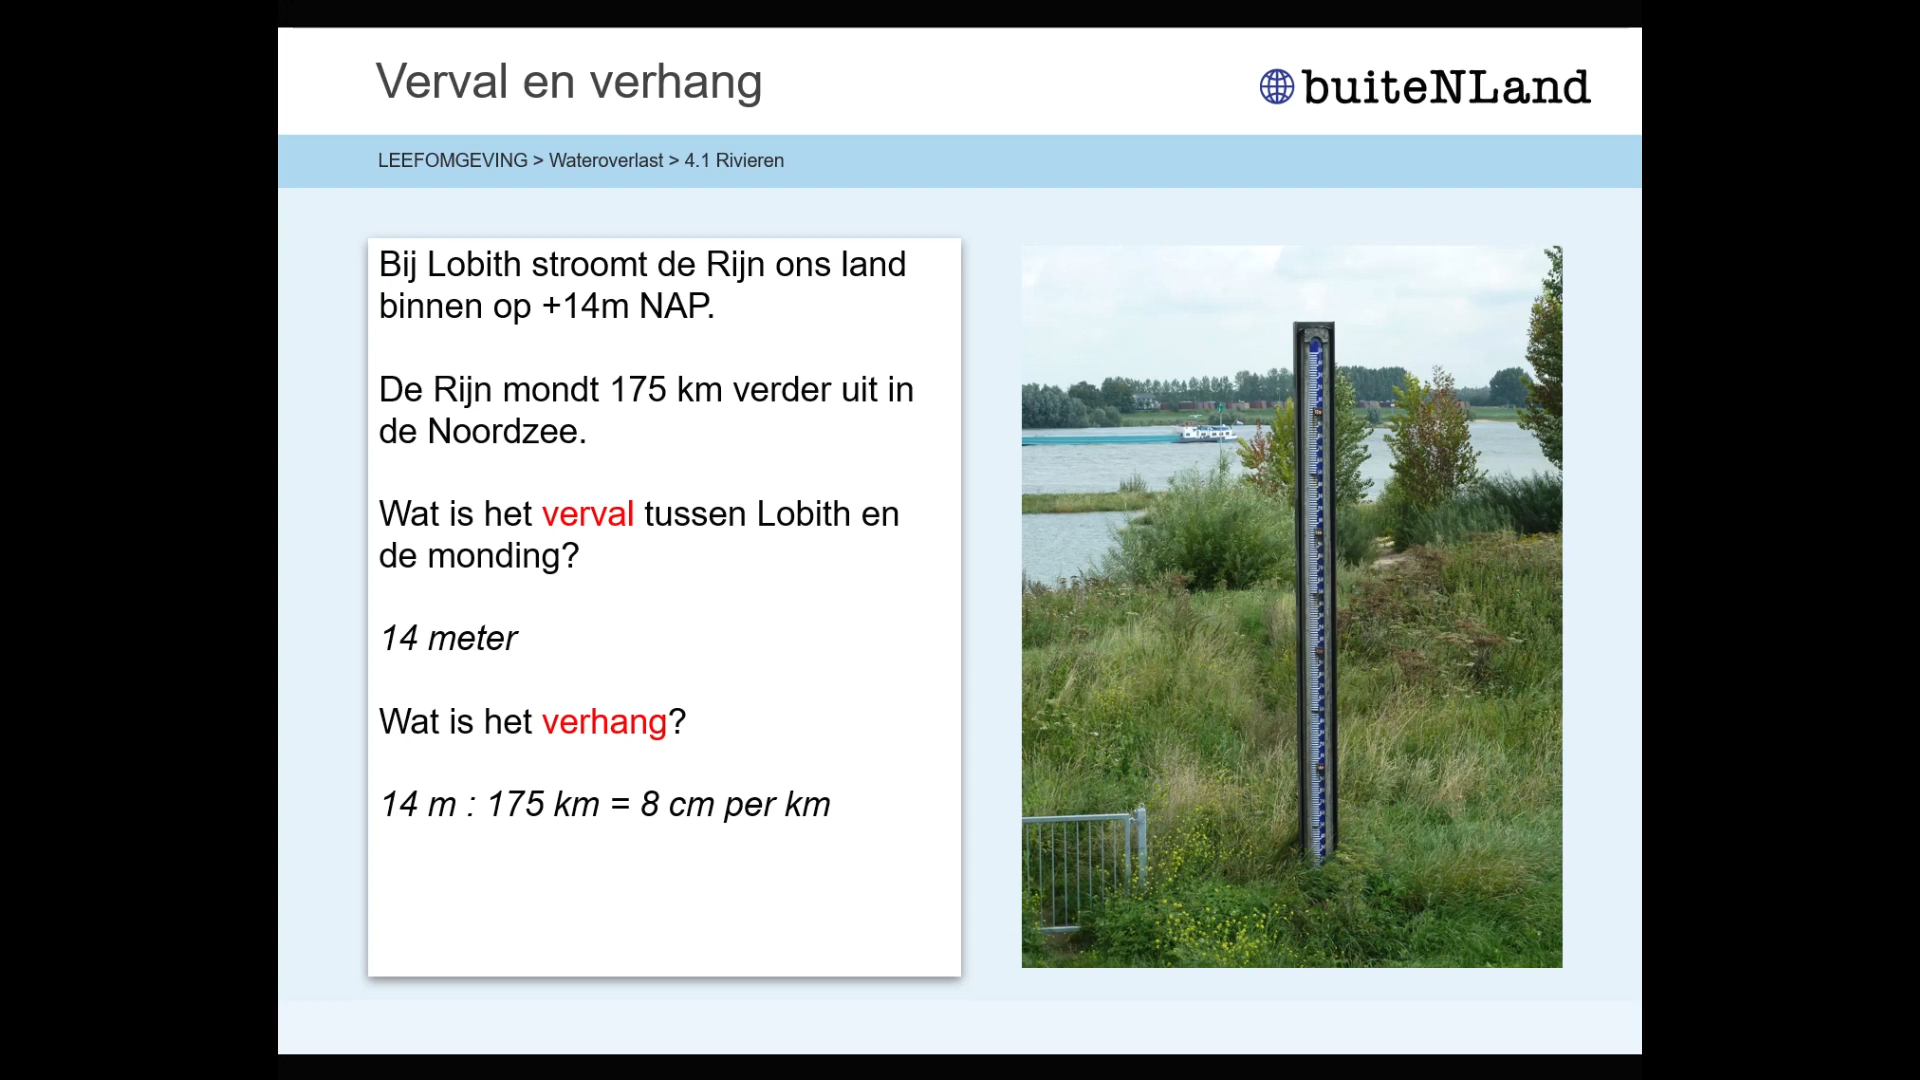 Verval en verhang
buiteNLand
LEEFOMGEVING > Wateroverlast > 4.1 Rivieren
Bij Lobith stroomt de Rijn ons land
binnen op +14m NAP.
De Rijn mondt 175 km verder uit in
de Noordzee.
Wat is het verval tussen Lobith en
de monding?
14 meter
Wat is het verhang?
14 m : 175 km = 8 cm per km